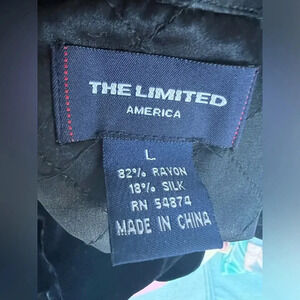 THE LIMITED
AMERICA
L
82% RAYON
18% SILK
RN 54874
MADE IN CHINA